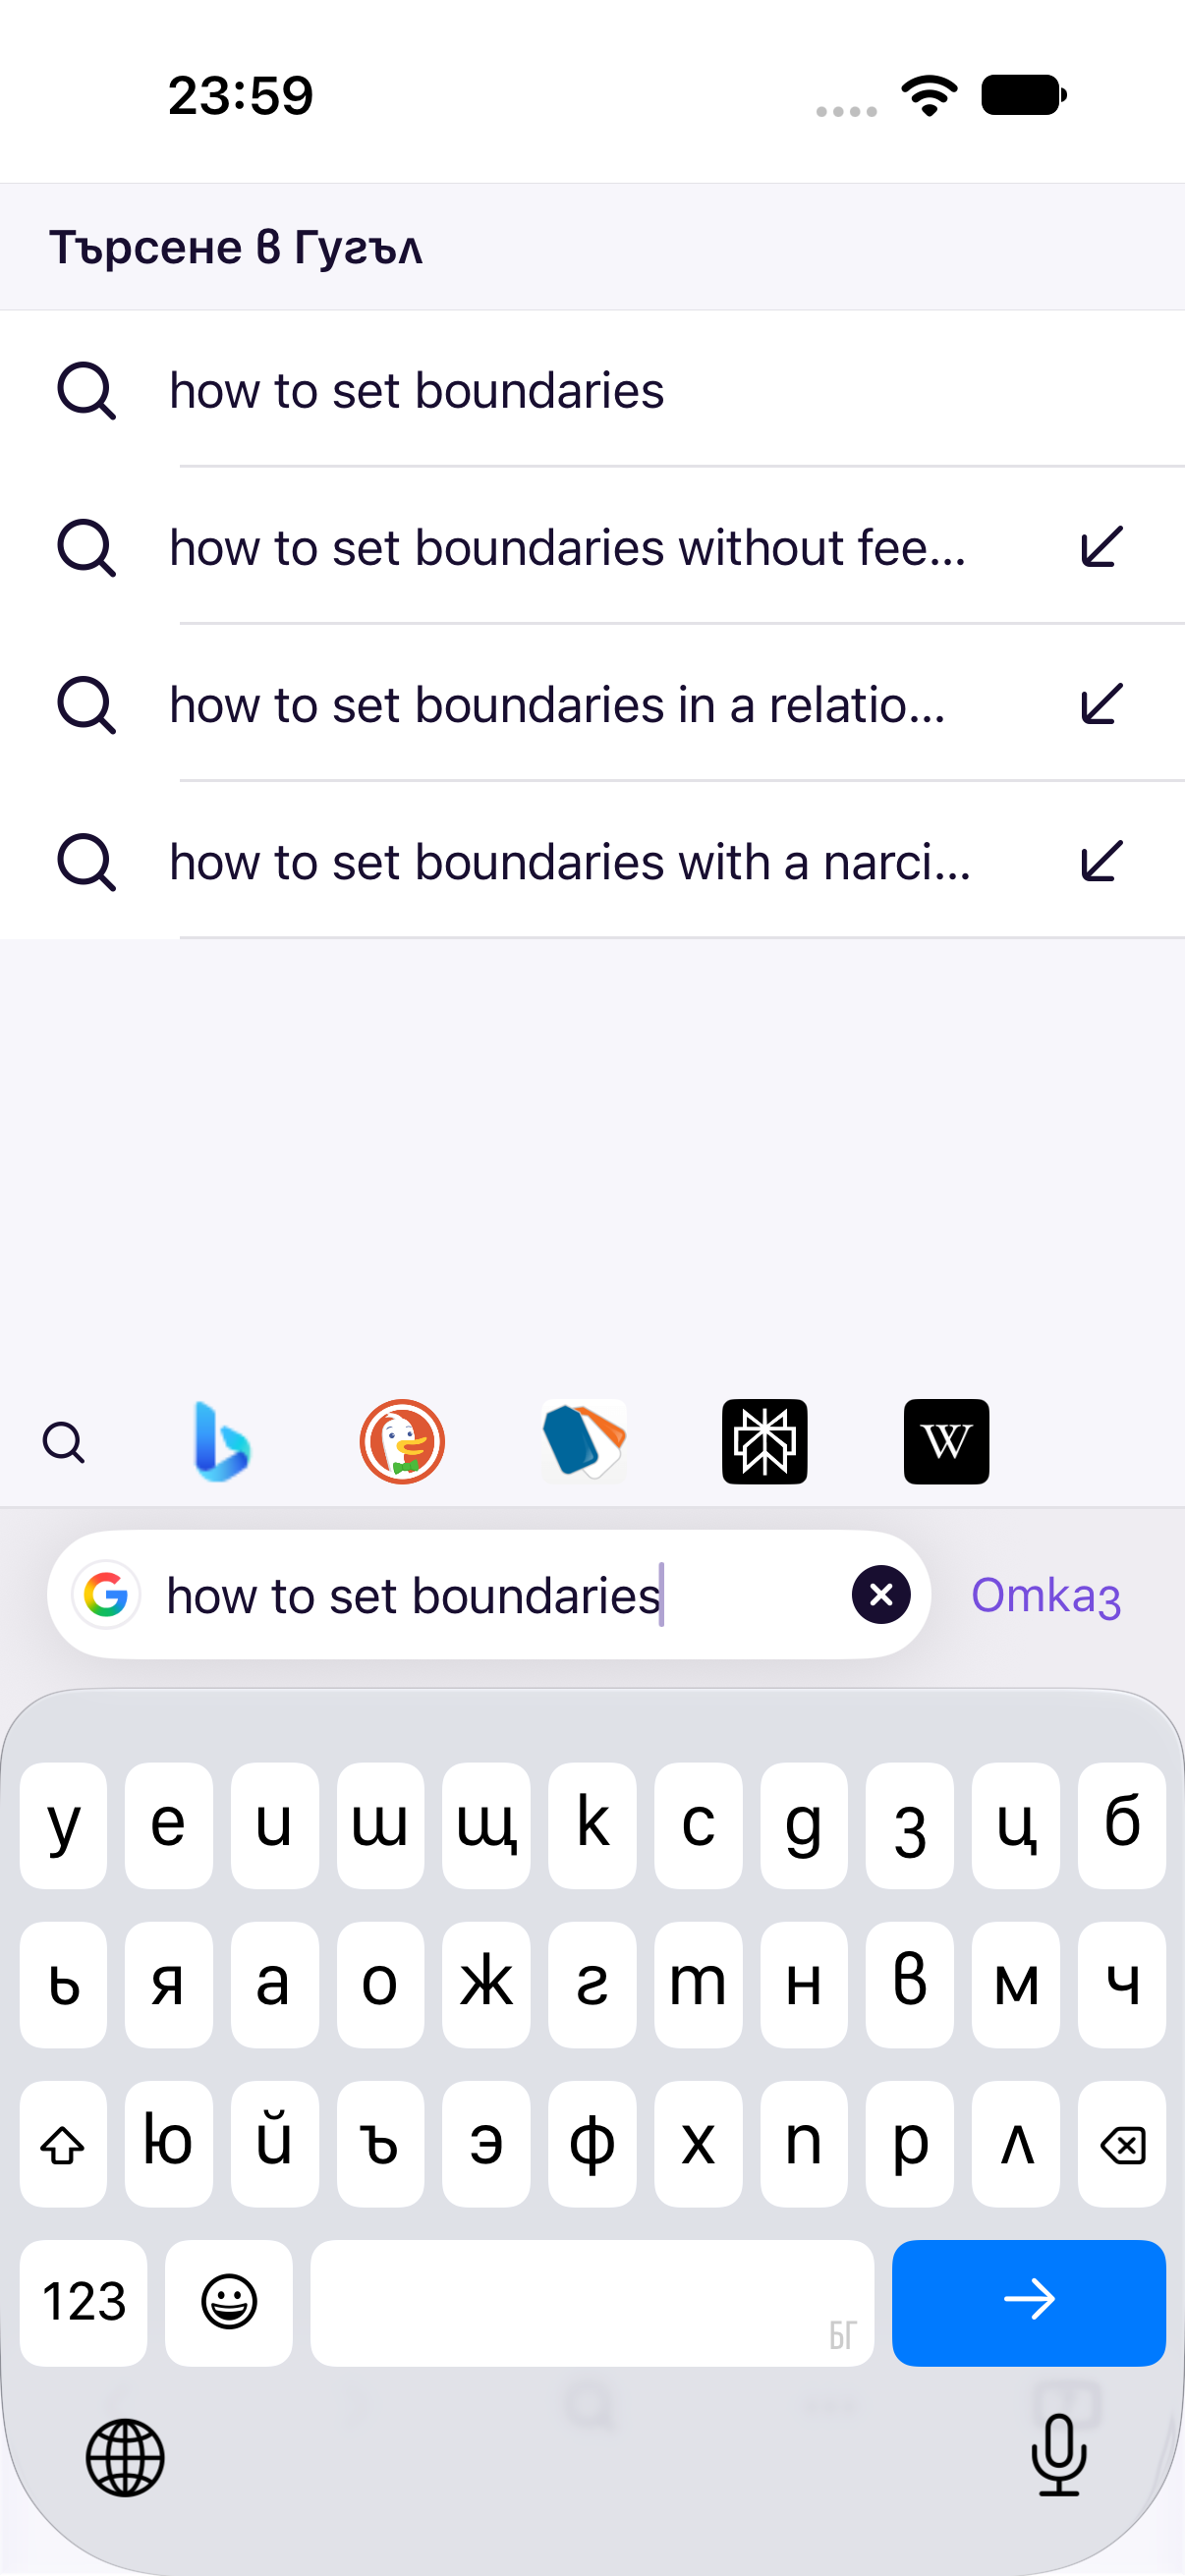 23:59
Търсене в Гугъл
how to set boundaries
how to set boundaries without fee...
how to set boundaries in a relatio...
how to set boundaries with a narci...
W
how to set boundaries
Отказ
у е и ш щ к с д з ц б
ь я а о ж г т н в м ч
ю й ъ э ф х п р л
123
БГ